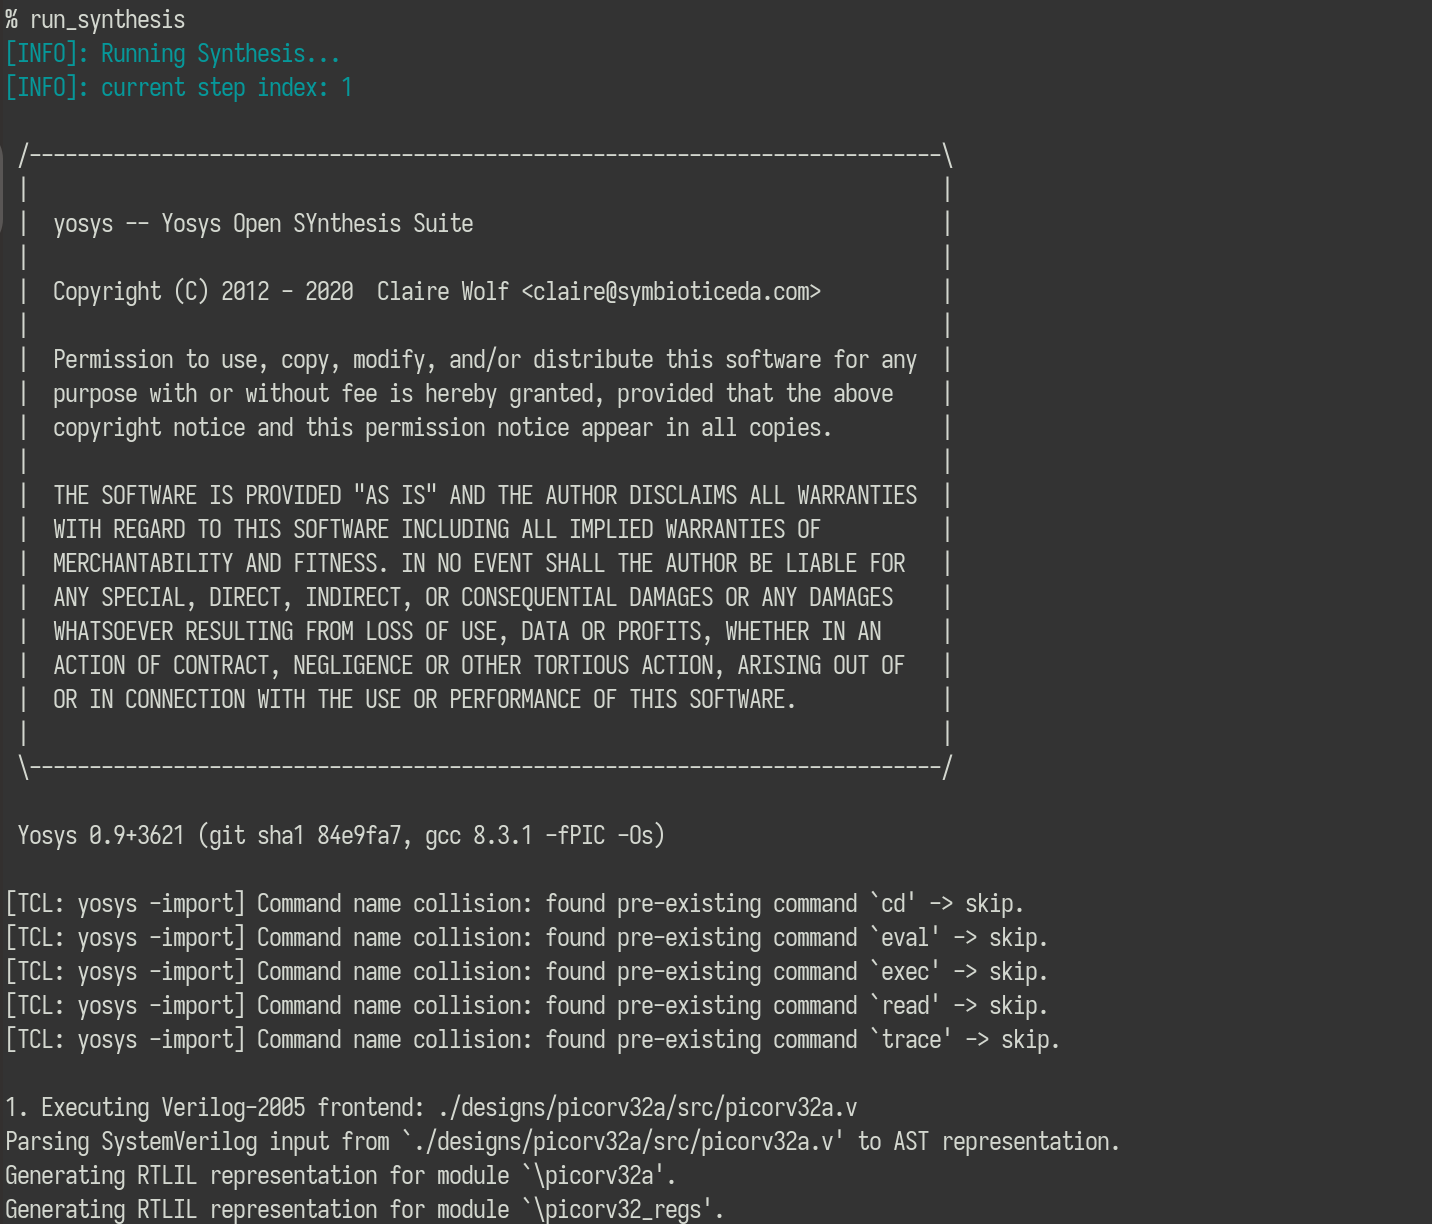 % run_synthesis
[INFO]: Running Synthesis...
[INFO]: current step index: 1
/----------------------------------------------------------------------------\
|                                                                            |
|  yosys -- Yosys Open SYnthesis Suite                                       |
|                                                                            |
|  Copyright (C) 2012 - 2020  Claire Wolf <claire@symbioticeda.com>          |
|                                                                            |
|  Permission to use, copy, modify, and/or distribute this software for any  |
|  purpose with or without fee is hereby granted, provided that the above    |
|  copyright notice and this permission notice appear in all copies.         |
|                                                                            |
|  THE SOFTWARE IS PROVIDED "AS IS" AND THE AUTHOR DISCLAIMS ALL WARRANTIES  |
|  WITH REGARD TO THIS SOFTWARE INCLUDING ALL IMPLIED WARRANTIES OF          |
|  MERCHANTABILITY AND FITNESS. IN NO EVENT SHALL THE AUTHOR BE LIABLE FOR   |
|  ANY SPECIAL, DIRECT, INDIRECT, OR CONSEQUENTIAL DAMAGES OR ANY DAMAGES    |
|  WHATSOEVER RESULTING FROM LOSS OF USE, DATA OR PROFITS, WHETHER IN AN     |
|  ACTION OF CONTRACT, NEGLIGENCE OR OTHER TORTIOUS ACTION, ARISING OUT OF   |
|  OR IN CONNECTION WITH THE USE OR PERFORMANCE OF THIS SOFTWARE.            |
|                                                                            |
\----------------------------------------------------------------------------/
Yosys 0.9+3621 (git sha1 84e9fa7, gcc 8.3.1 -fPIC -Os)
[TCL: yosys -import] Command name collision: found pre-existing command `cd' -> skip.
[TCL: yosys -import] Command name collision: found pre-existing command `eval' -> skip.
[TCL: yosys -import] Command name collision: found pre-existing command `exec' -> skip.
[TCL: yosys -import] Command name collision: found pre-existing command `read' -> skip.
[TCL: yosys -import] Command name collision: found pre-existing command `trace' -> skip.
1. Executing Verilog-2005 frontend: ./designs/picorv32a/src/picorv32a.v
Parsing SystemVerilog input from `./designs/picorv32a/src/picorv32a.v' to AST representation.
Generating RTLIL representation for module `\picorv32a'.
Generating RTLIL representation for module `\picorv32_regs'.